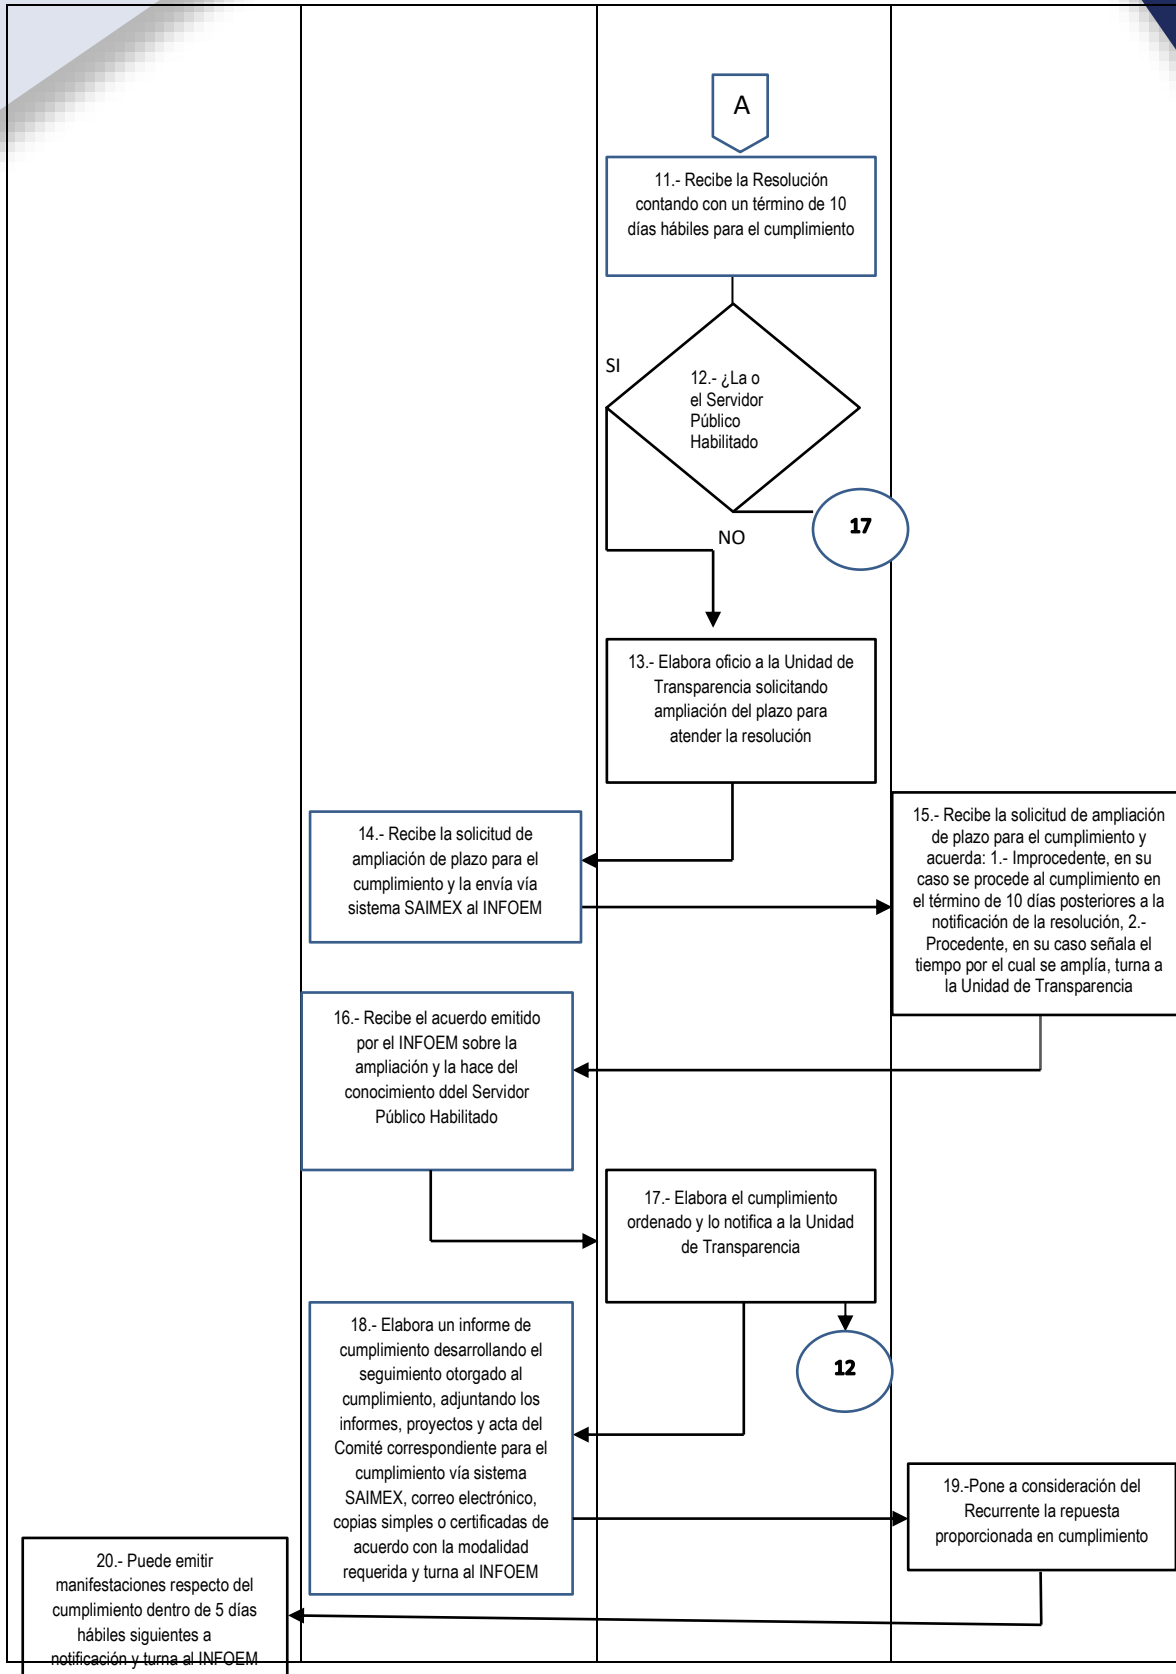 A
11.- Recibe la Resolución
contando con un término de 10
días hábiles para el cumplimiento
SI
12.- ¿La o
el Servidor
Público
Habilitado
17
NO
13.- Elabora oficio a la Unidad de
Transparencia solicitando
ampliación del plazo para
atender la resolución
14.- Recibe la solicitud de
ampliación de plazo para el
cumplimiento y la envía vía
sistema SAIMEX al INFOEM
15.- Recibe la solicitud de ampliación
de plazo para el cumplimiento y
acuerda: 1.- Improcedente, en su
caso se procede al cumplimiento en
el término de 10 días posteriores a la
notificación de la resolución, 2.-
Procedente, en su caso señala el
tiempo por el cual se amplía, turna a
la Unidad de Transparencia
16.- Recibe el acuerdo emitido
por el INFOEM sobre la
ampliación y la hace del
conocimiento ddel Servidor
Público Habilitado
17.- Elabora el cumplimiento
ordenado y lo notifica a la Unidad
de Transparencia
12
18.- Elabora un informe de
cumplimiento desarrollando el
seguimiento otorgado al
cumplimiento, adjuntando los
informes, proyectos y acta del
Comité correspondiente para el
cumplimiento vía sistema
SAIMEX, correo electrónico,
copias simples o certificadas de
acuerdo con la modalidad
requerida y turna al INFOEM
19.-Pone a consideración del
Recurrente la repuesta
proporcionada en cumplimiento
20.- Puede emitir
manifestaciones respecto del
cumplimiento dentro de 5 días
hábiles siguientes a
notificación y turna al INFOEM